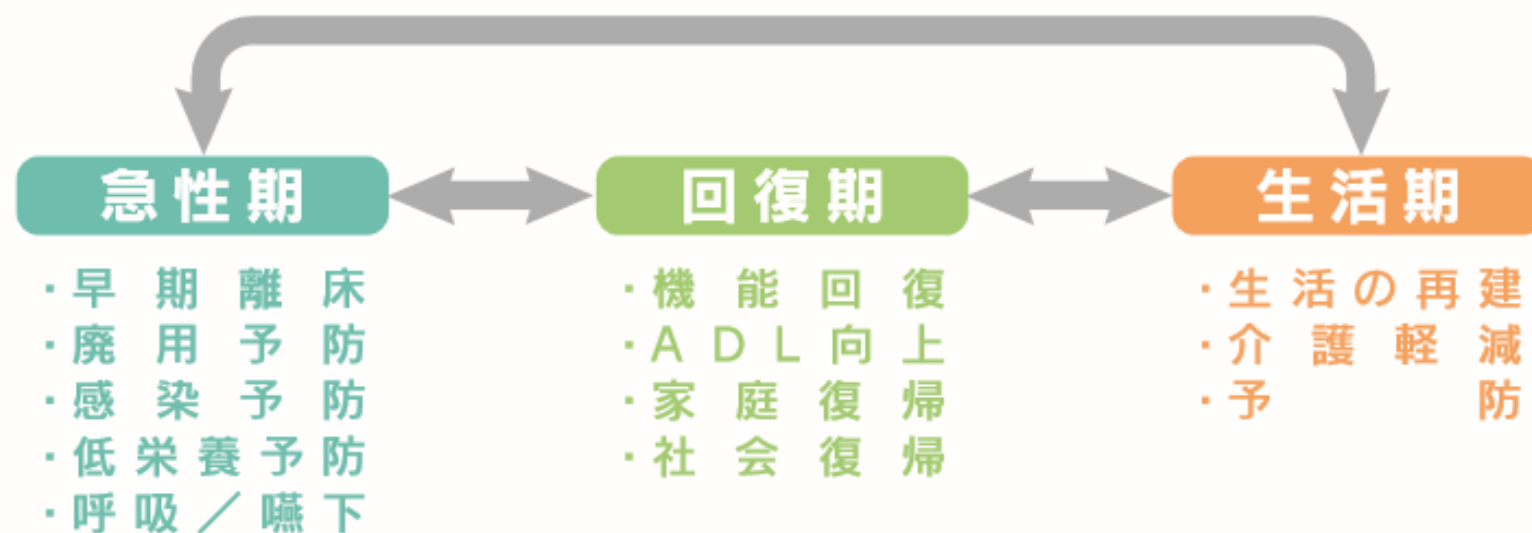 急性期
・早期離床
・廃用予防
・感染予防
・低栄養予防
・呼吸／嚥下
回復期
・機能回復
・ADL向上
・家庭復帰
・社会復帰
生活期
・生活の再建
・介護軽減
・予防